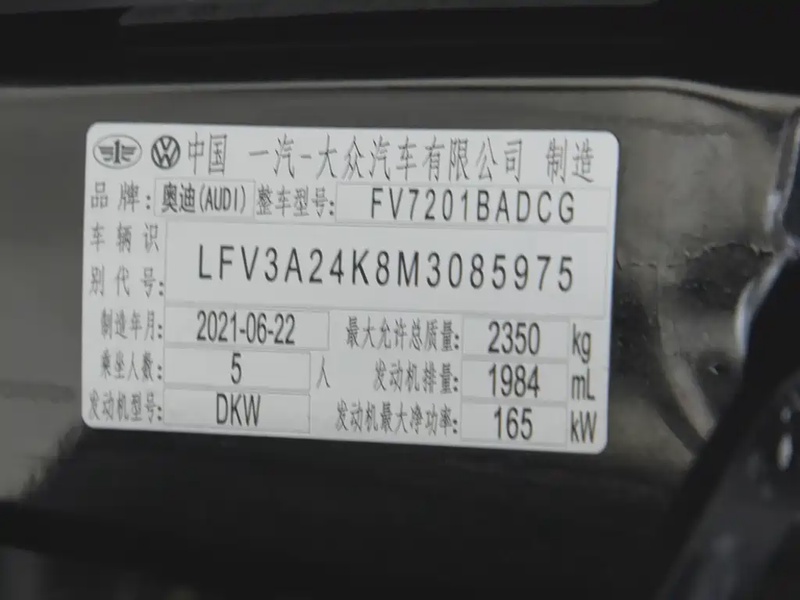 中国 一汽-大众汽车有限公司 制造
品牌: 奥迪(AUDI) 整车型号: FV7201BADCG
车辆识别代号: LFV3A24K8M3085975
制造年月: 2021-06-22 最大允许总质量: 2350 kg
乘坐人数: 5 人 发动机排量: 1984 mL
发动机型号: DKW 发动机最大净功率: 165 kW